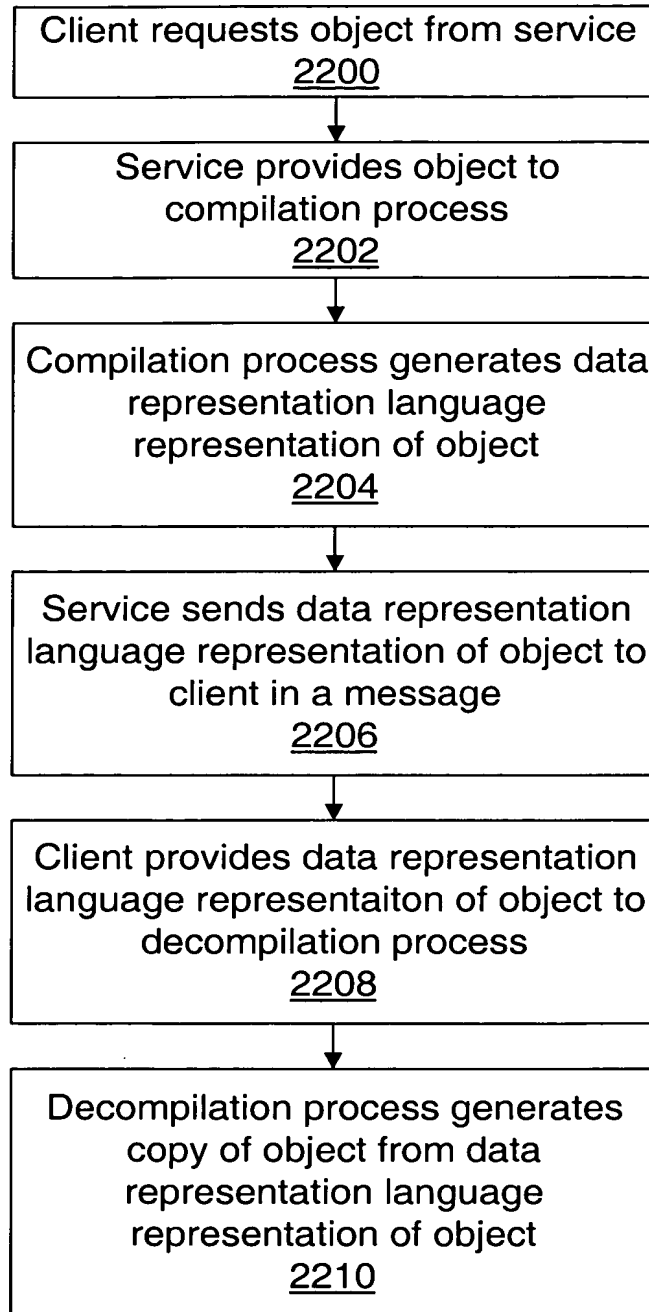 Client requests object from service
2200
Service provides object to
compilation process
2202
Compilation process generates data
representation language
representation of object
2204
Service sends data representation
language representation of object to
client in a message
2206
Client provides data representation
language representaiton of object to
decompilation process
2208
Decompilation process generates
copy of object from data
representation language
representation of object
2210